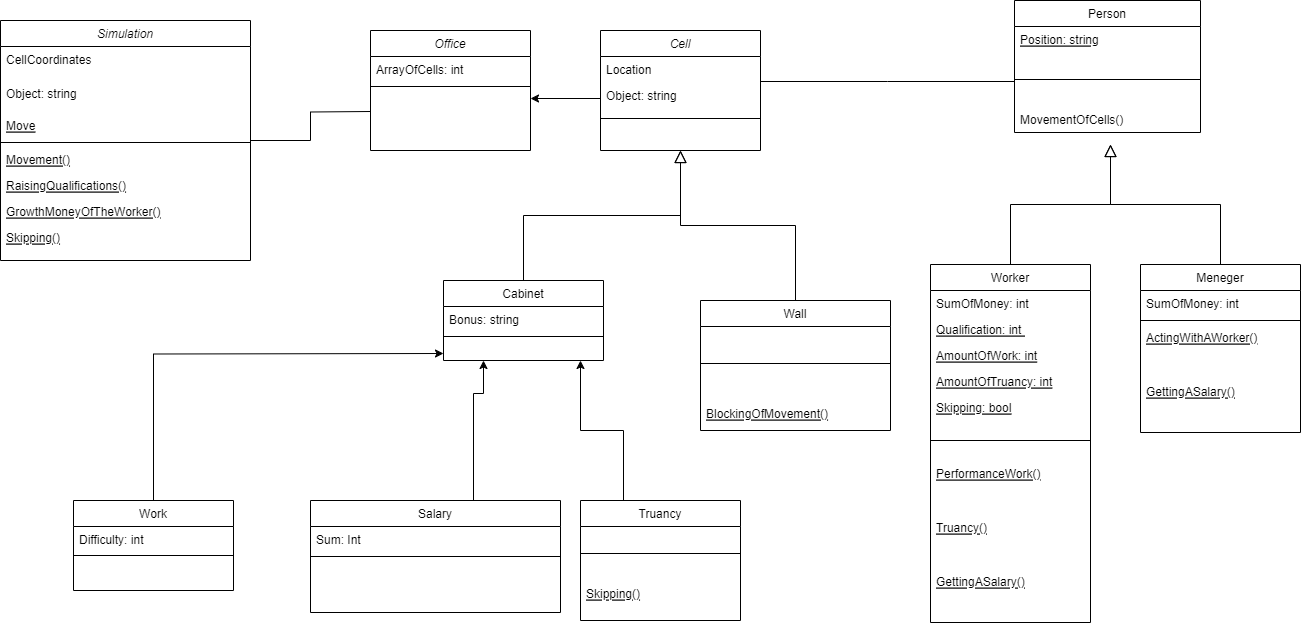 Simulation
CellCoordinates
Object: string
Move
Movement()
RaisingQualifications()
GrowthMoneyOfTheWorker()
Skipping()
Office
ArrayOfCells: int
Cell
Location
Object: string
Person
Position: string
MovementOfCells()
Cabinet
Bonus: string
Wall
BlockingOfMovement()
Worker
SumOfMoney: int
Qualification: int
AmountOfWork: int
AmountOfTruancy: int
Skipping: bool
PerformanceWork()
Truancy()
GettingASalary()
Meneger
SumOfMoney: int
ActingWithAWorker()
GettingASalary()
Work
Difficulty: int
Salary
Sum: Int
Truancy
Skipping()